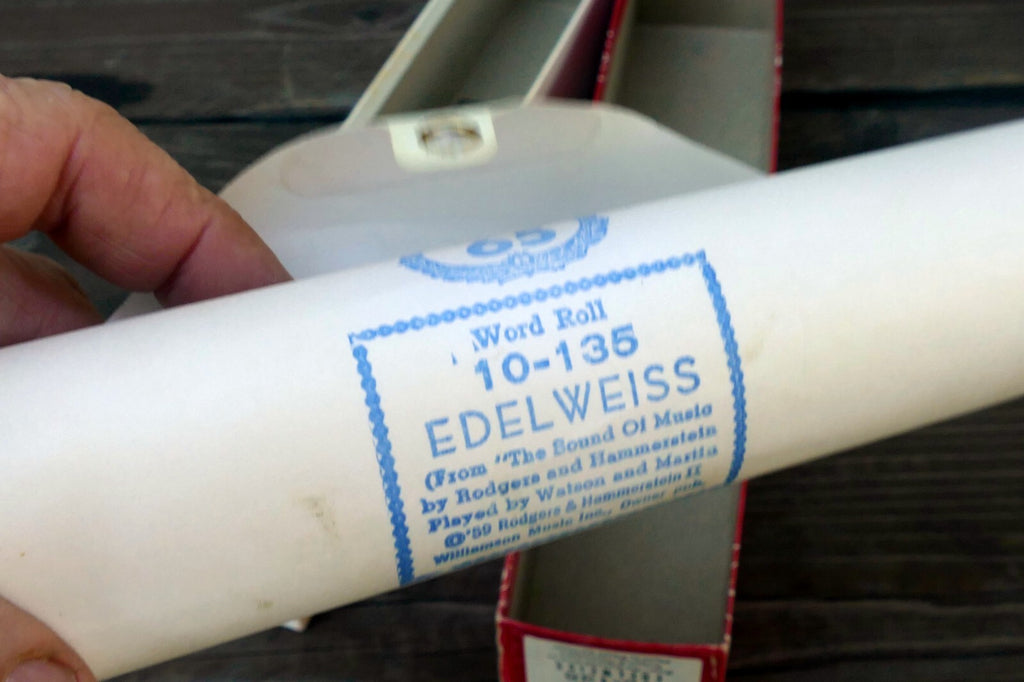 65
Word Roll
10-135
EDELWEISS
(From "The Sound Of Music
by Rodgers and Hammerstein
Played by Watson and Martin
©'59 Rodgers & Hammerstein II
Williamson Music Inc., Owner pub.